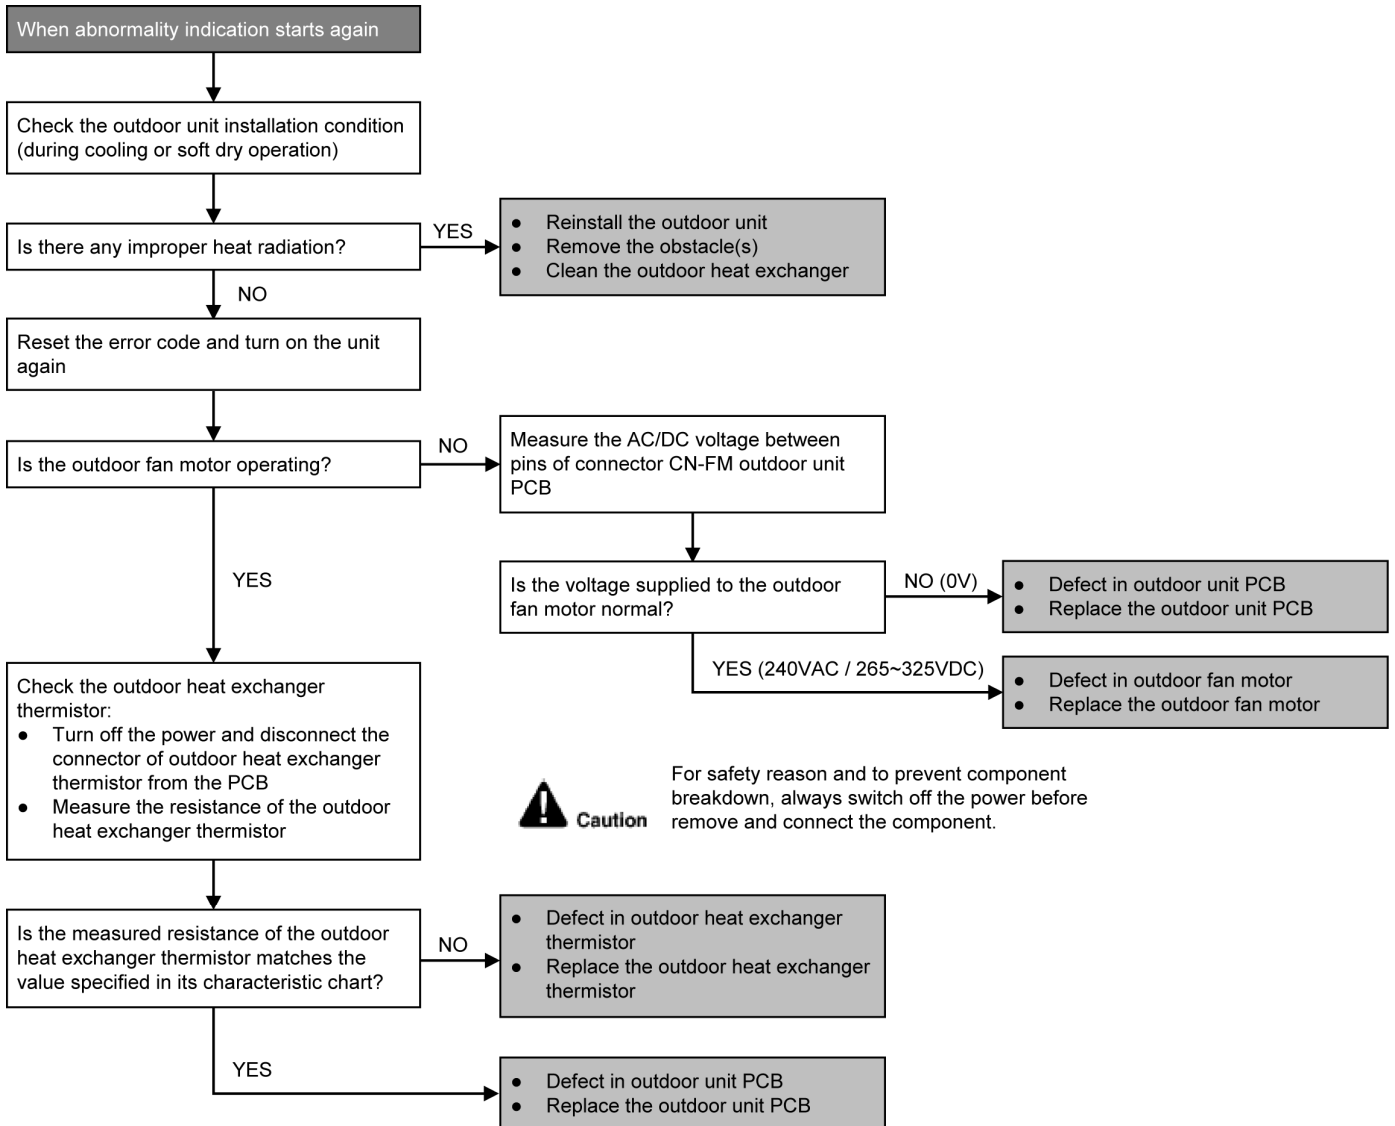 When abnormality indication starts again
Check the outdoor unit installation condition
(during cooling or soft dry operation)
Is there any improper heat radiation?
YES
● Reinstall the outdoor unit
● Remove the obstacle(s)
● Clean the outdoor heat exchanger
NO
Reset the error code and turn on the unit
again
Is the outdoor fan motor operating?
NO
Measure the AC/DC voltage between
pins of connector CN-FM outdoor unit
PCB
YES
Is the voltage supplied to the outdoor
fan motor normal?
NO (0V)
● Defect in outdoor unit PCB
● Replace the outdoor unit PCB
YES (240VAC / 265~325VDC)
● Defect in outdoor fan motor
● Replace the outdoor fan motor
Check the outdoor heat exchanger
thermistor:
● Turn off the power and disconnect the
connector of outdoor heat exchanger
thermistor from the PCB
● Measure the resistance of the outdoor
heat exchanger thermistor
Caution
For safety reason and to prevent component
breakdown, always switch off the power before
remove and connect the component.
Is the measured resistance of the outdoor
heat exchanger thermistor matches the
value specified in its characteristic chart?
NO
● Defect in outdoor heat exchanger
thermistor
● Replace the outdoor heat exchanger
thermistor
YES
● Defect in outdoor unit PCB
● Replace the outdoor unit PCB